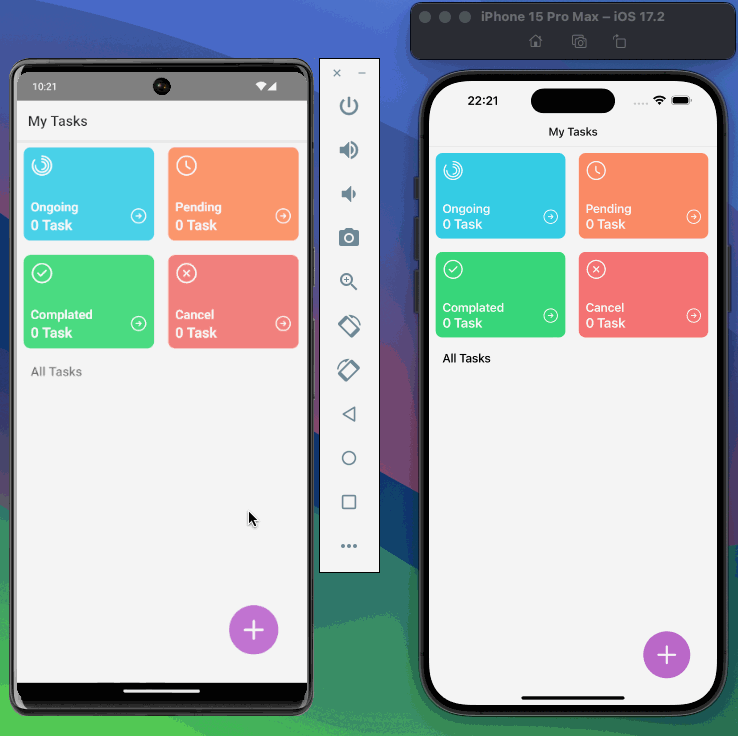 10:21
My Tasks
Ongoing
0 Task
Pending
0 Task
Complated
0 Task
Cancel
0 Task
All Tasks
iPhone 15 Pro Max – iOS 17.2
22:21
My Tasks
Ongoing
0 Task
Pending
0 Task
Complated
0 Task
Cancel
0 Task
All Tasks